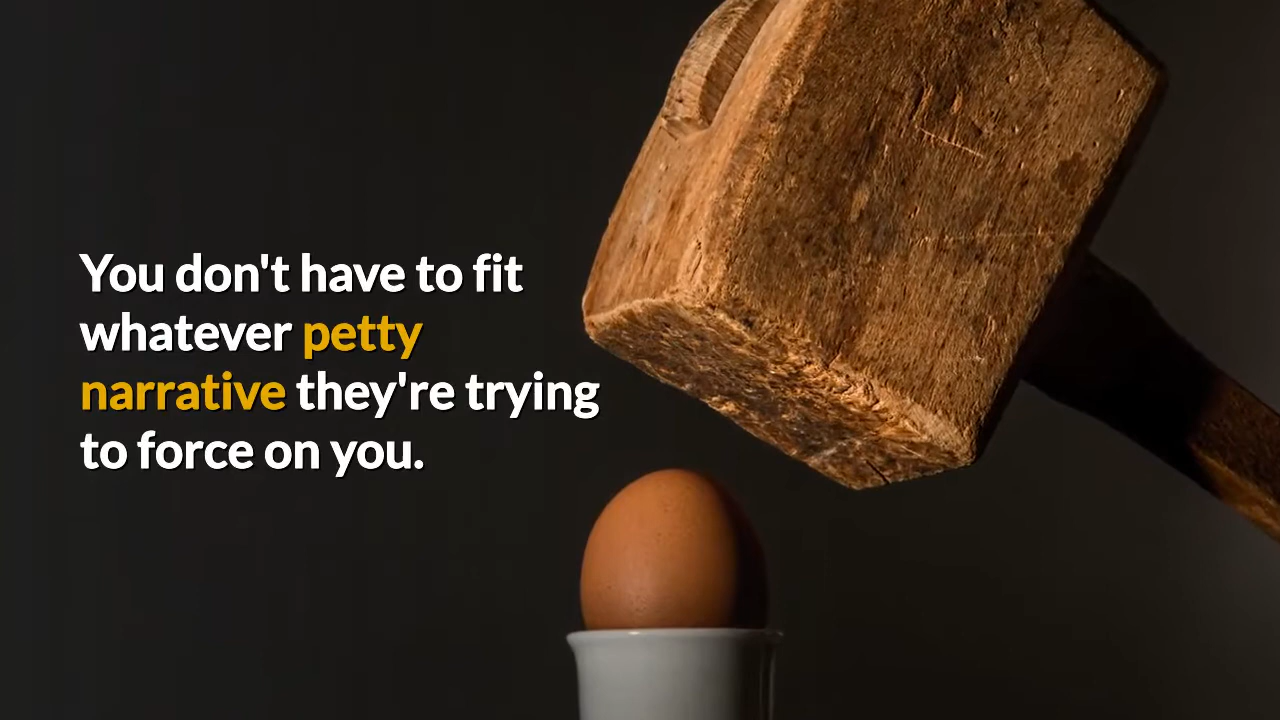 You don't have to fit
whatever petty
narrative they're trying
to force on you.